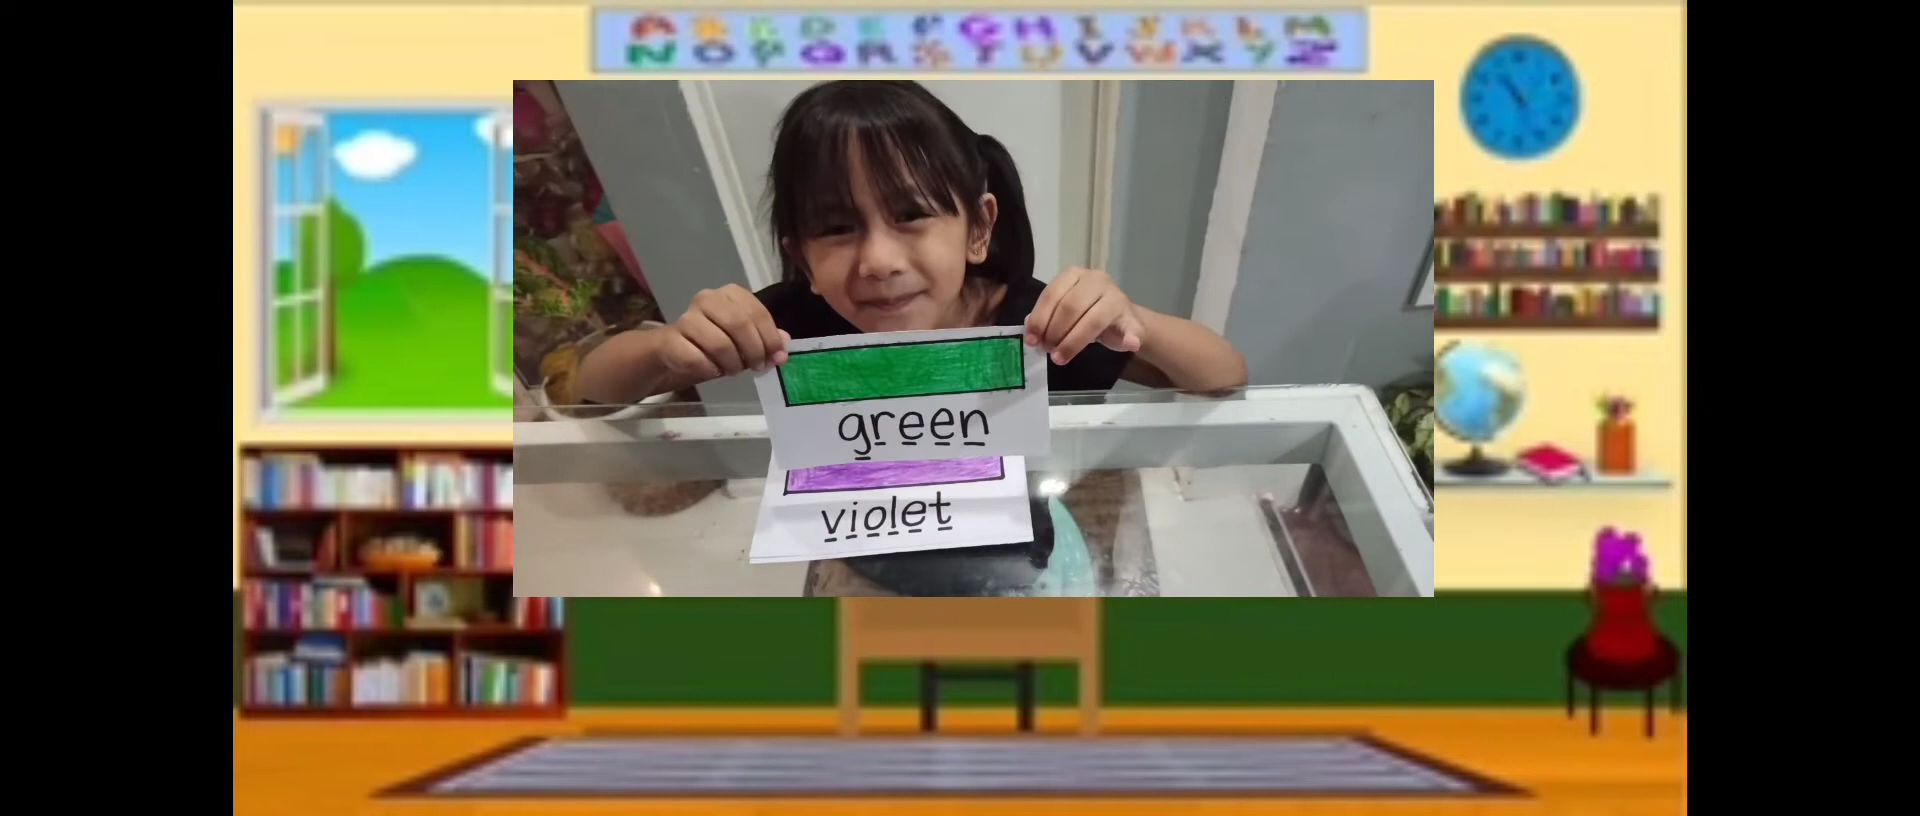 A B C D E F G H I J K L M
N O P Q R S T U V W X Y Z
green
violet